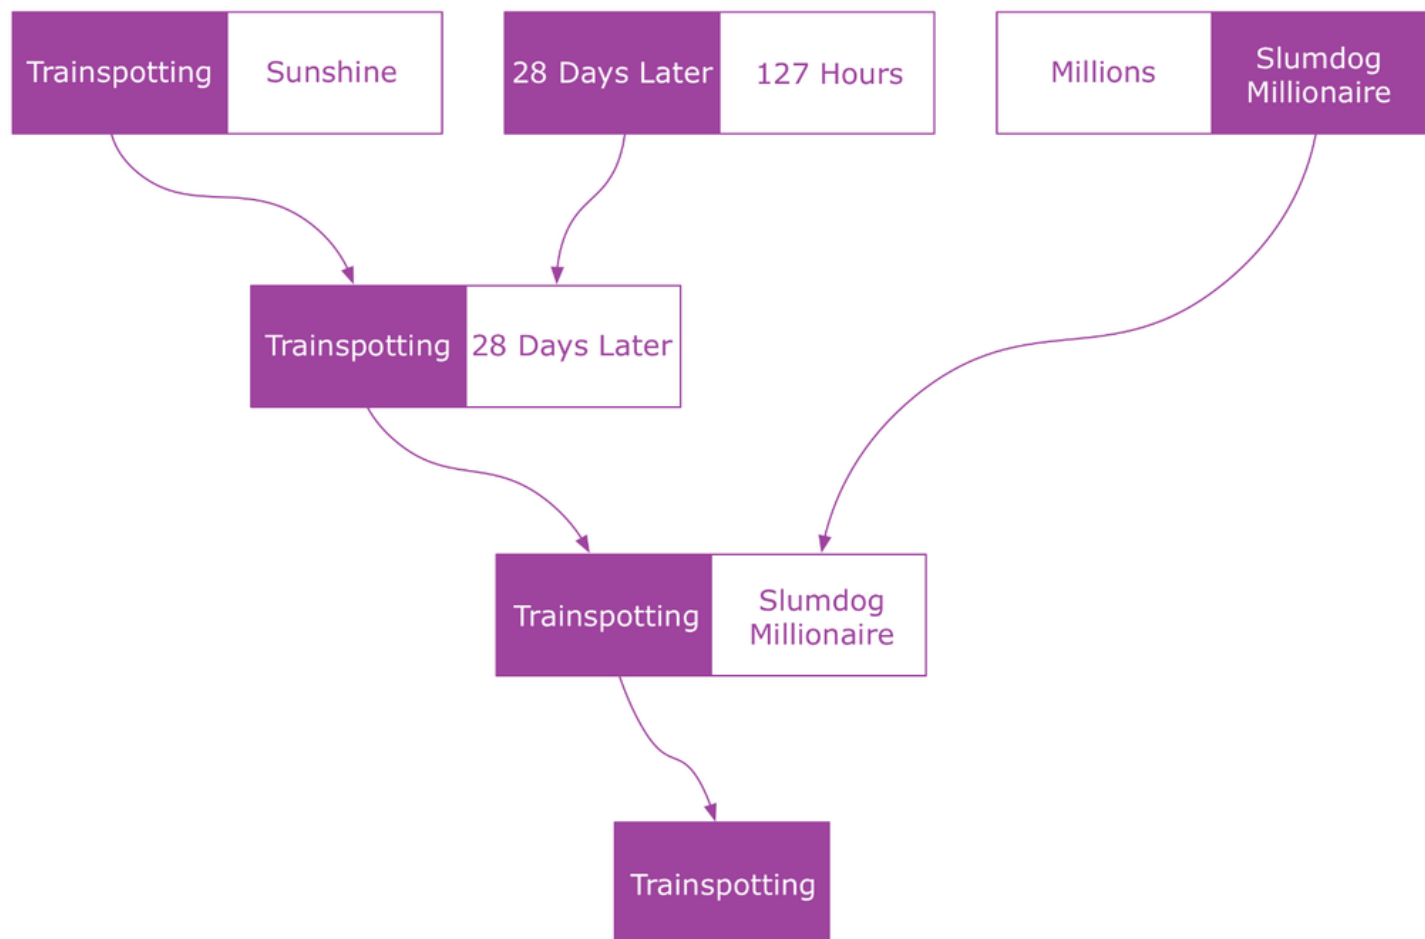 Trainspotting
Sunshine
28 Days Later
127 Hours
Millions
Slumdog
Millionaire
Trainspotting
28 Days Later
Trainspotting
Slumdog
Millionaire
Trainspotting